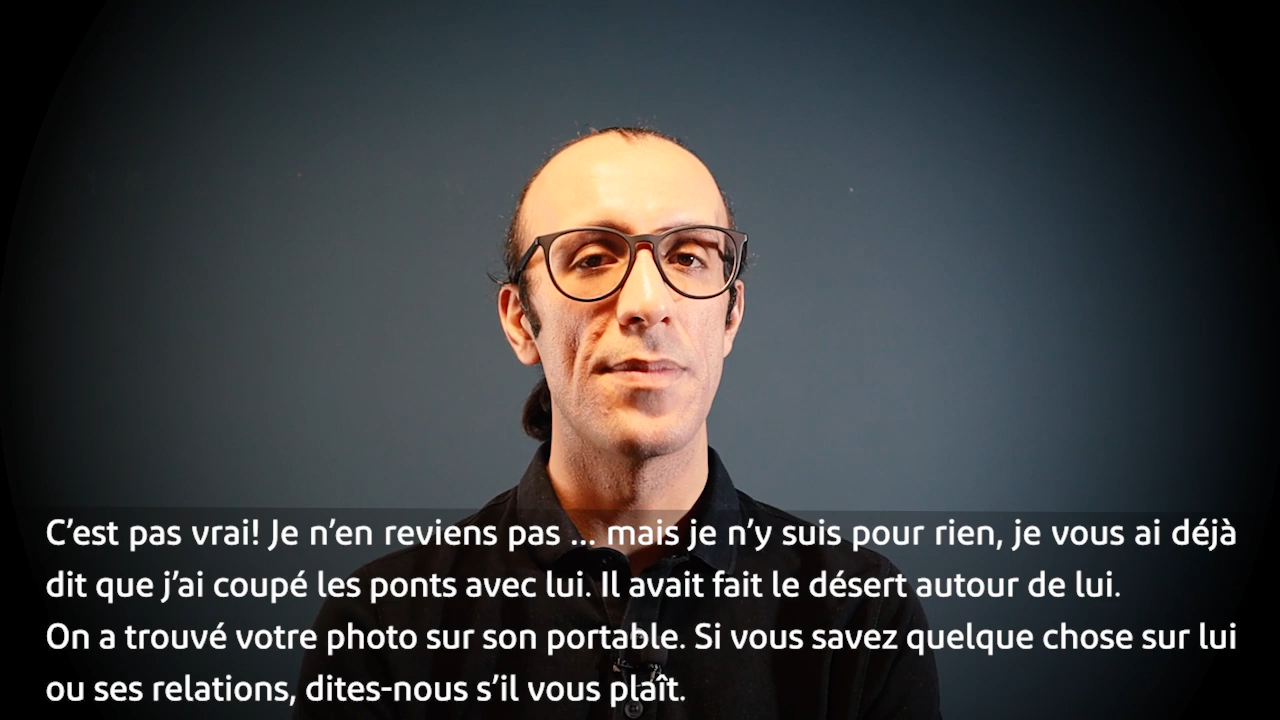 C’est pas vrai! Je n’en reviens pas ... mais je n’y suis pour rien, je vous ai déjà
dit que j’ai coupé les ponts avec lui. Il avait fait le désert autour de lui.
On a trouvé votre photo sur son portable. Si vous savez quelque chose sur lui
ou ses relations, dites-nous s’il vous plaît.